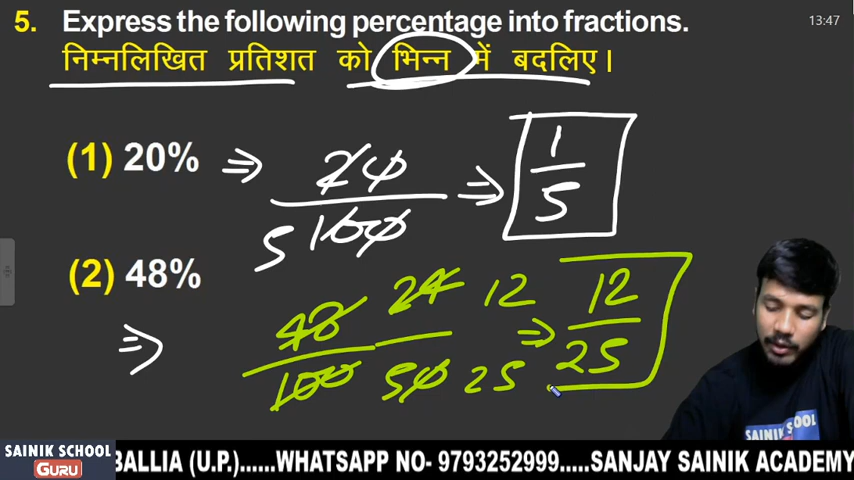 5. Express the following percentage into fractions.
13:47
निम्नलिखित प्रतिशत को भिन्न में बदलिए।
(1) 20% ⇒ 20/100 5 ⇒ 1/5
(2) 48%
⇒ 48/100 24/50 12/25 ⇒ 12/25
SAINIK
SAINIK SCHOOL
Guru
BALLIA (U.P.)......WHATSAPP NO- 9793252999.....SANJAY SAINIK ACADEMY